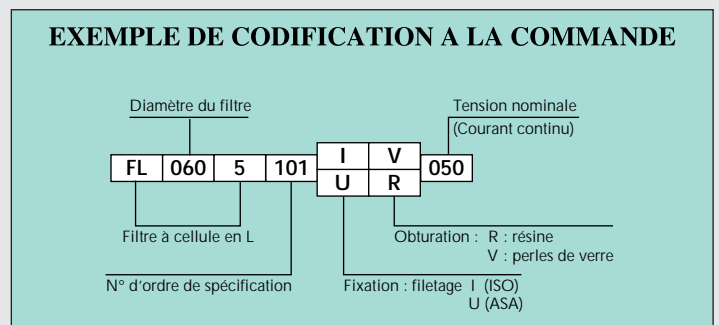 EXEMPLE DE CODIFICATION A LA COMMANDE
Diamètre du filtre
Tension nominale
(Courant continu)
FL 060 5 101 I V 050
U R
Filtre à cellule en L
Obturation : R : résine
V : perles de verre
N° d'ordre de spécification
Fixation : filetage I (ISO)
U (ASA)